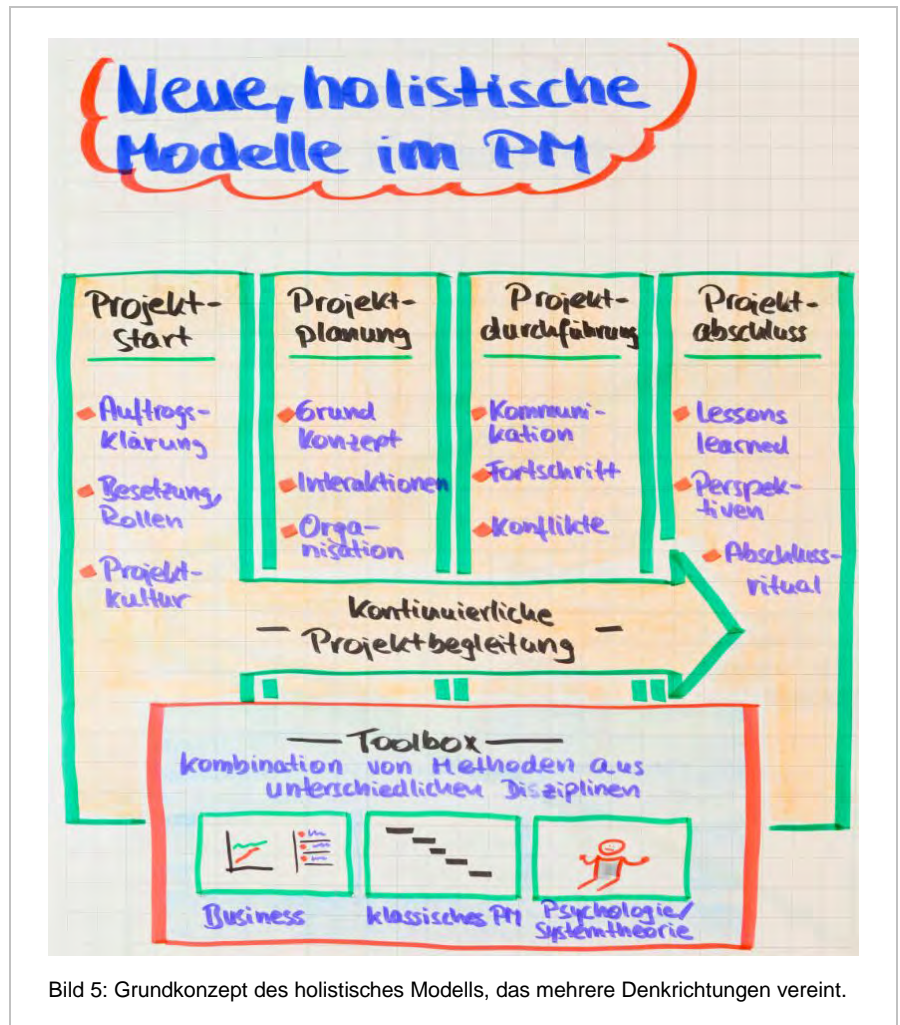 Neue, holistische
Modelle im PM
Projekt-
Start
Auftrags-
klärung
Besetzung,
Rollen
Projekt-
kultur
Projekt-
planung
Grund
konzept
Interaktionen
Orga-
nisation
Projekt-
durchführung
Kommuni-
kation
Fortschritt
Konflikte
Projekt-
abschluss
Lessons
learned
Perspek-
tiven
Abschluss-
ritual
Kontinuierliche
Projektbegleitung
Toolbox
Kombination von Methoden aus
unterschiedlichen Disziplinen
Business
klassisches PM
Psychologie/
Systemtheorie
Bild 5: Grundkonzept des holistisches Modells, das mehrere Denkrichtungen vereint.